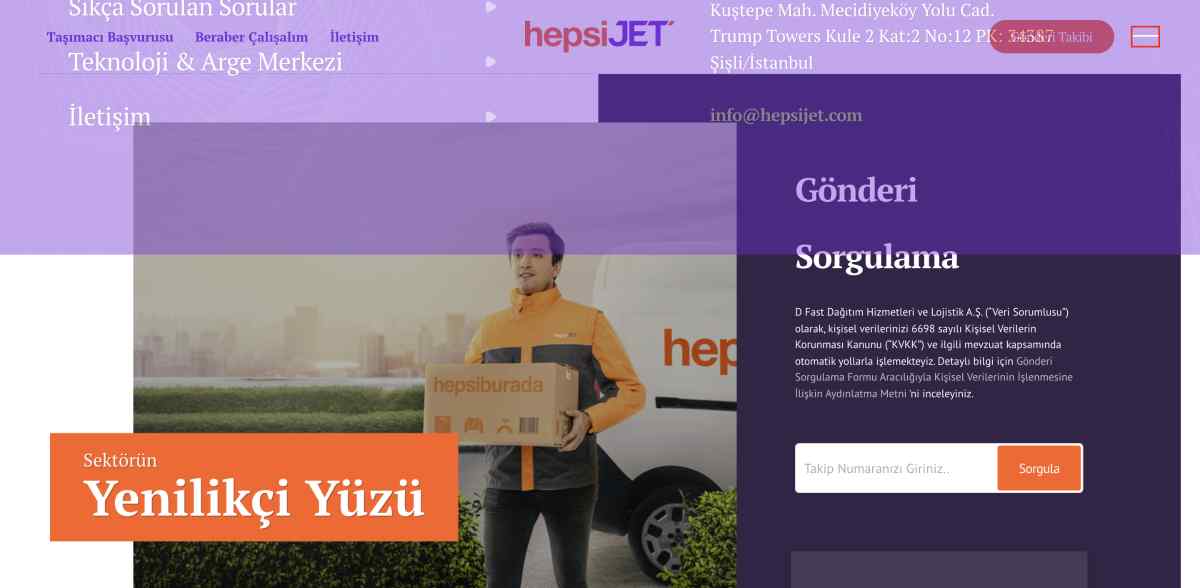 Sıkça Sorulan Sorular
Teknoloji & Arge Merkezi
İletişim
Kuştepe Mah. Mecidiyeköy Yolu Cad.
Trump Towers Kule 2 Kat:2 No:12 PK: 34387
Şişli/İstanbul
info@hepsijet.com
Taşımacı Başvurusu
Beraber Çalışalım
İletişim
hepsiJET
Gönderi Takibi
hepsiburada
hep
Sektörün
Yenilikçi Yüzü
Gönderi
Sorgulama
D Fast Dağıtım Hizmetleri ve Lojistik A.Ş. (“Veri Sorumlusu”)
olarak, kişisel verilerinizi 6698 sayılı Kişisel Verilerin
Korunması Kanunu (“KVKK”) ve ilgili mevzuat kapsamında
otomatik yollarla işlemekteyiz. Detaylı bilgi için Gönderi
Sorgulama Formu Aracılığıyla Kişisel Verilerinin İşlenmesine
İlişkin Aydınlatma Metni 'ni inceleyiniz.
Takip Numaranızı Giriniz..
Sorgula